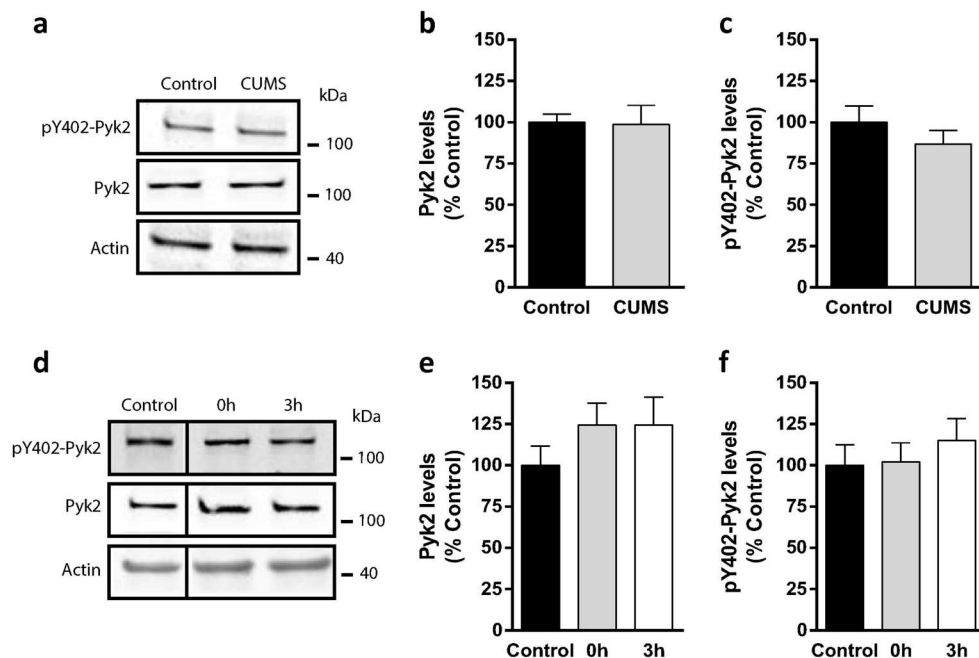 a
Control CUMS
kDa
pY402-Pyk2
100
Pyk2
100
Actin
40
b
Pyk2 levels
(% Control)
150
125
100
75
50
25
0
Control CUMS
c
pY402-Pyk2 levels
(% Control)
150
125
100
75
50
25
0
Control CUMS
d
Control 0h 3h
kDa
pY402-Pyk2
100
Pyk2
100
Actin
40
e
Pyk2 levels
(% Control)
150
125
100
75
50
25
0
Control 0h 3h
f
pY402-Pyk2 levels
(% Control)
150
125
100
75
50
25
0
Control 0h 3h